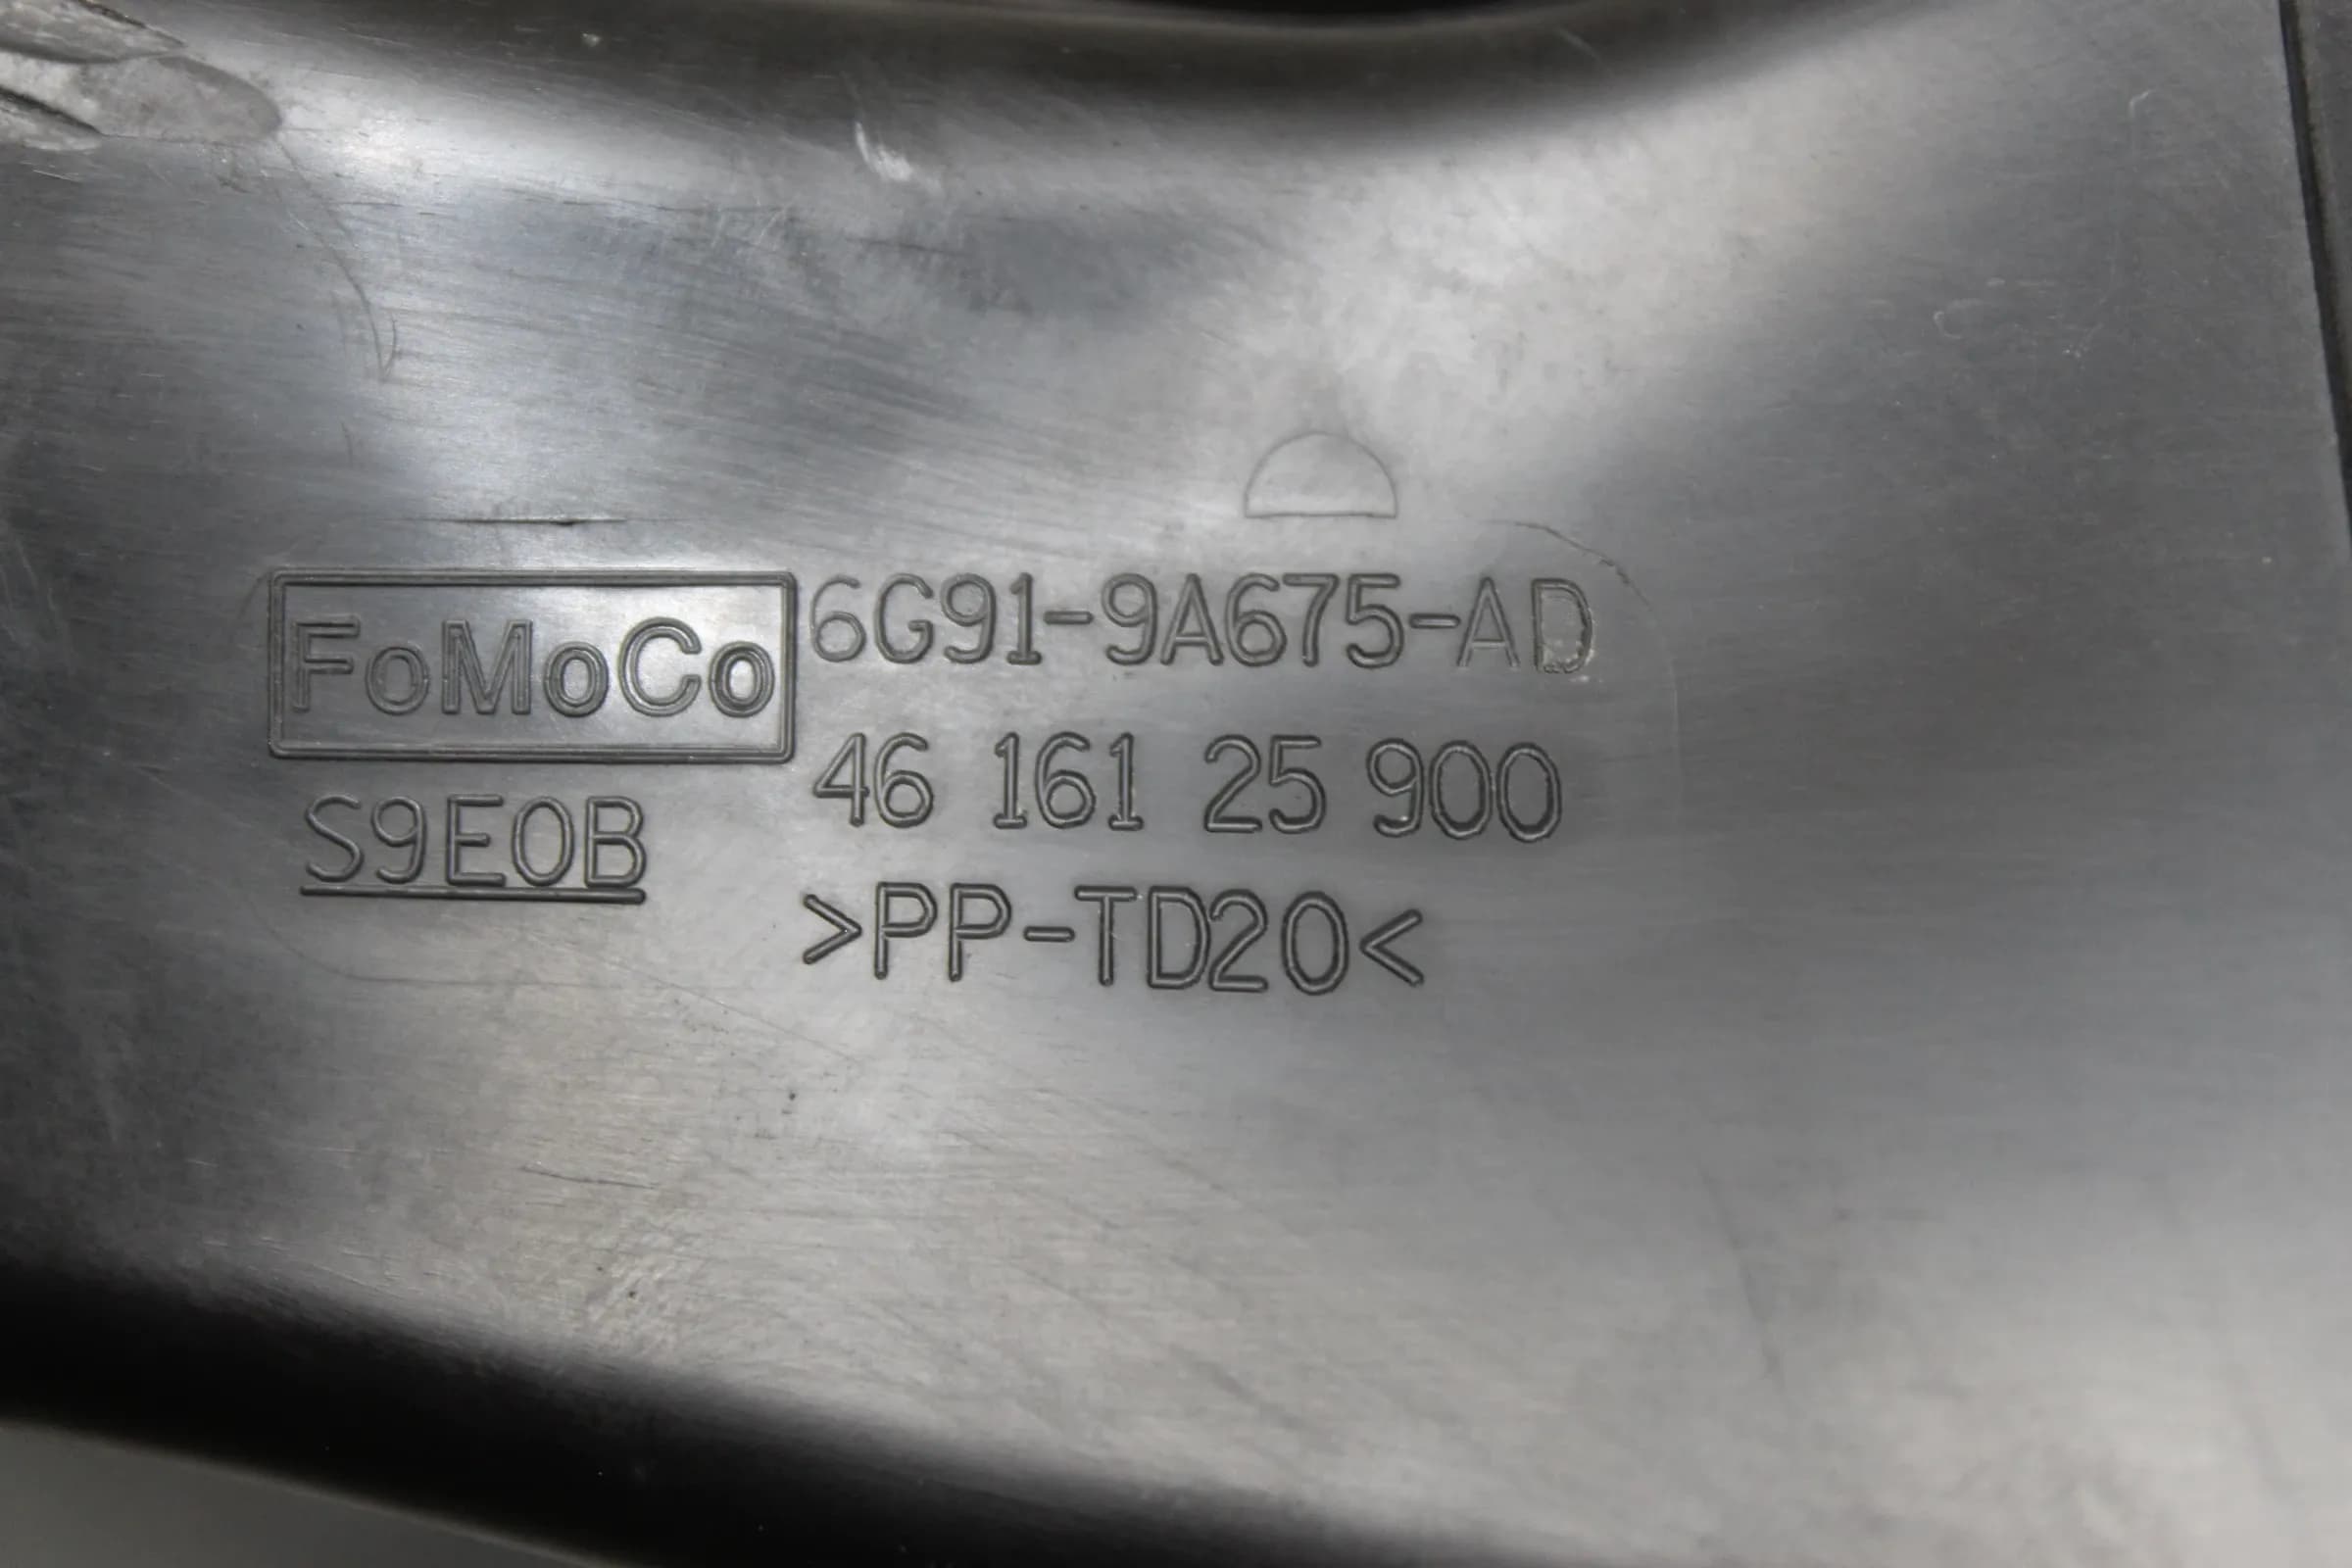 FoMoCo 6G91-9A675-AD
46 161 25 900
S9E0B
>PP-TD20<